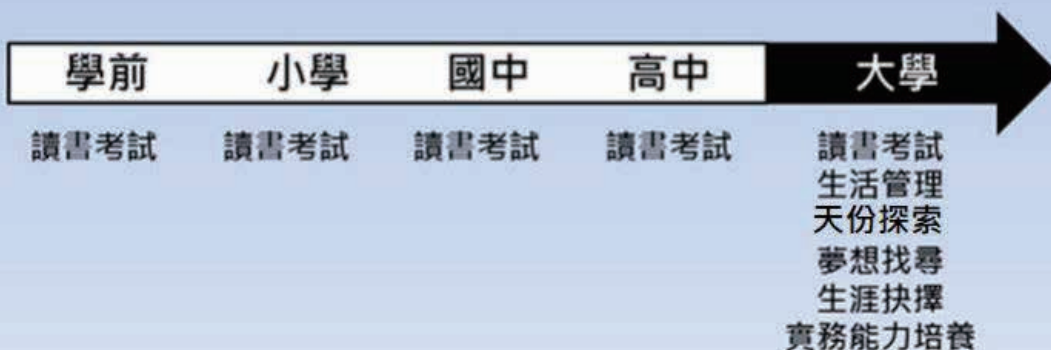 學前 小學 國中 高中 大學
讀書考試 讀書考試 讀書考試 讀書考試 讀書考試
生活管理
天份探索
夢想找尋
生涯抉擇
實務能力培養